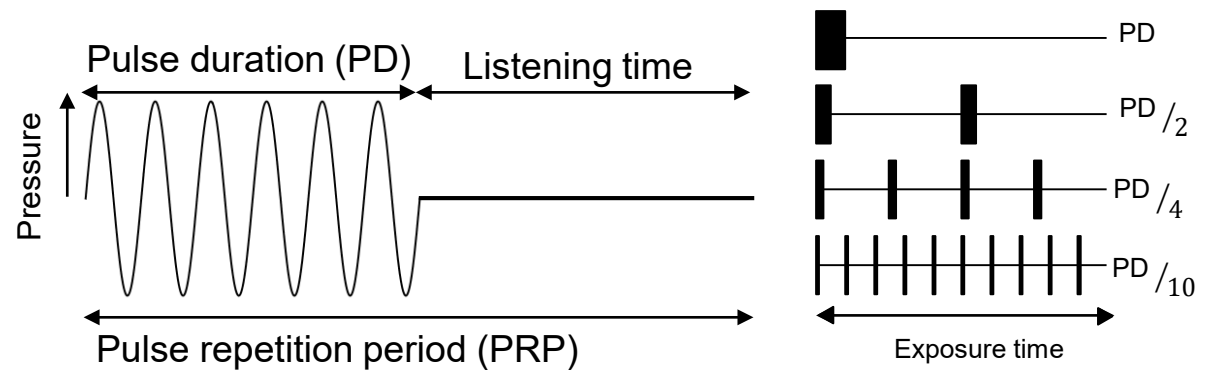 Pulse duration (PD)
Listening time
Pressure
Pulse repetition period (PRP)
PD
PD /2
PD /4
PD /10
Exposure time